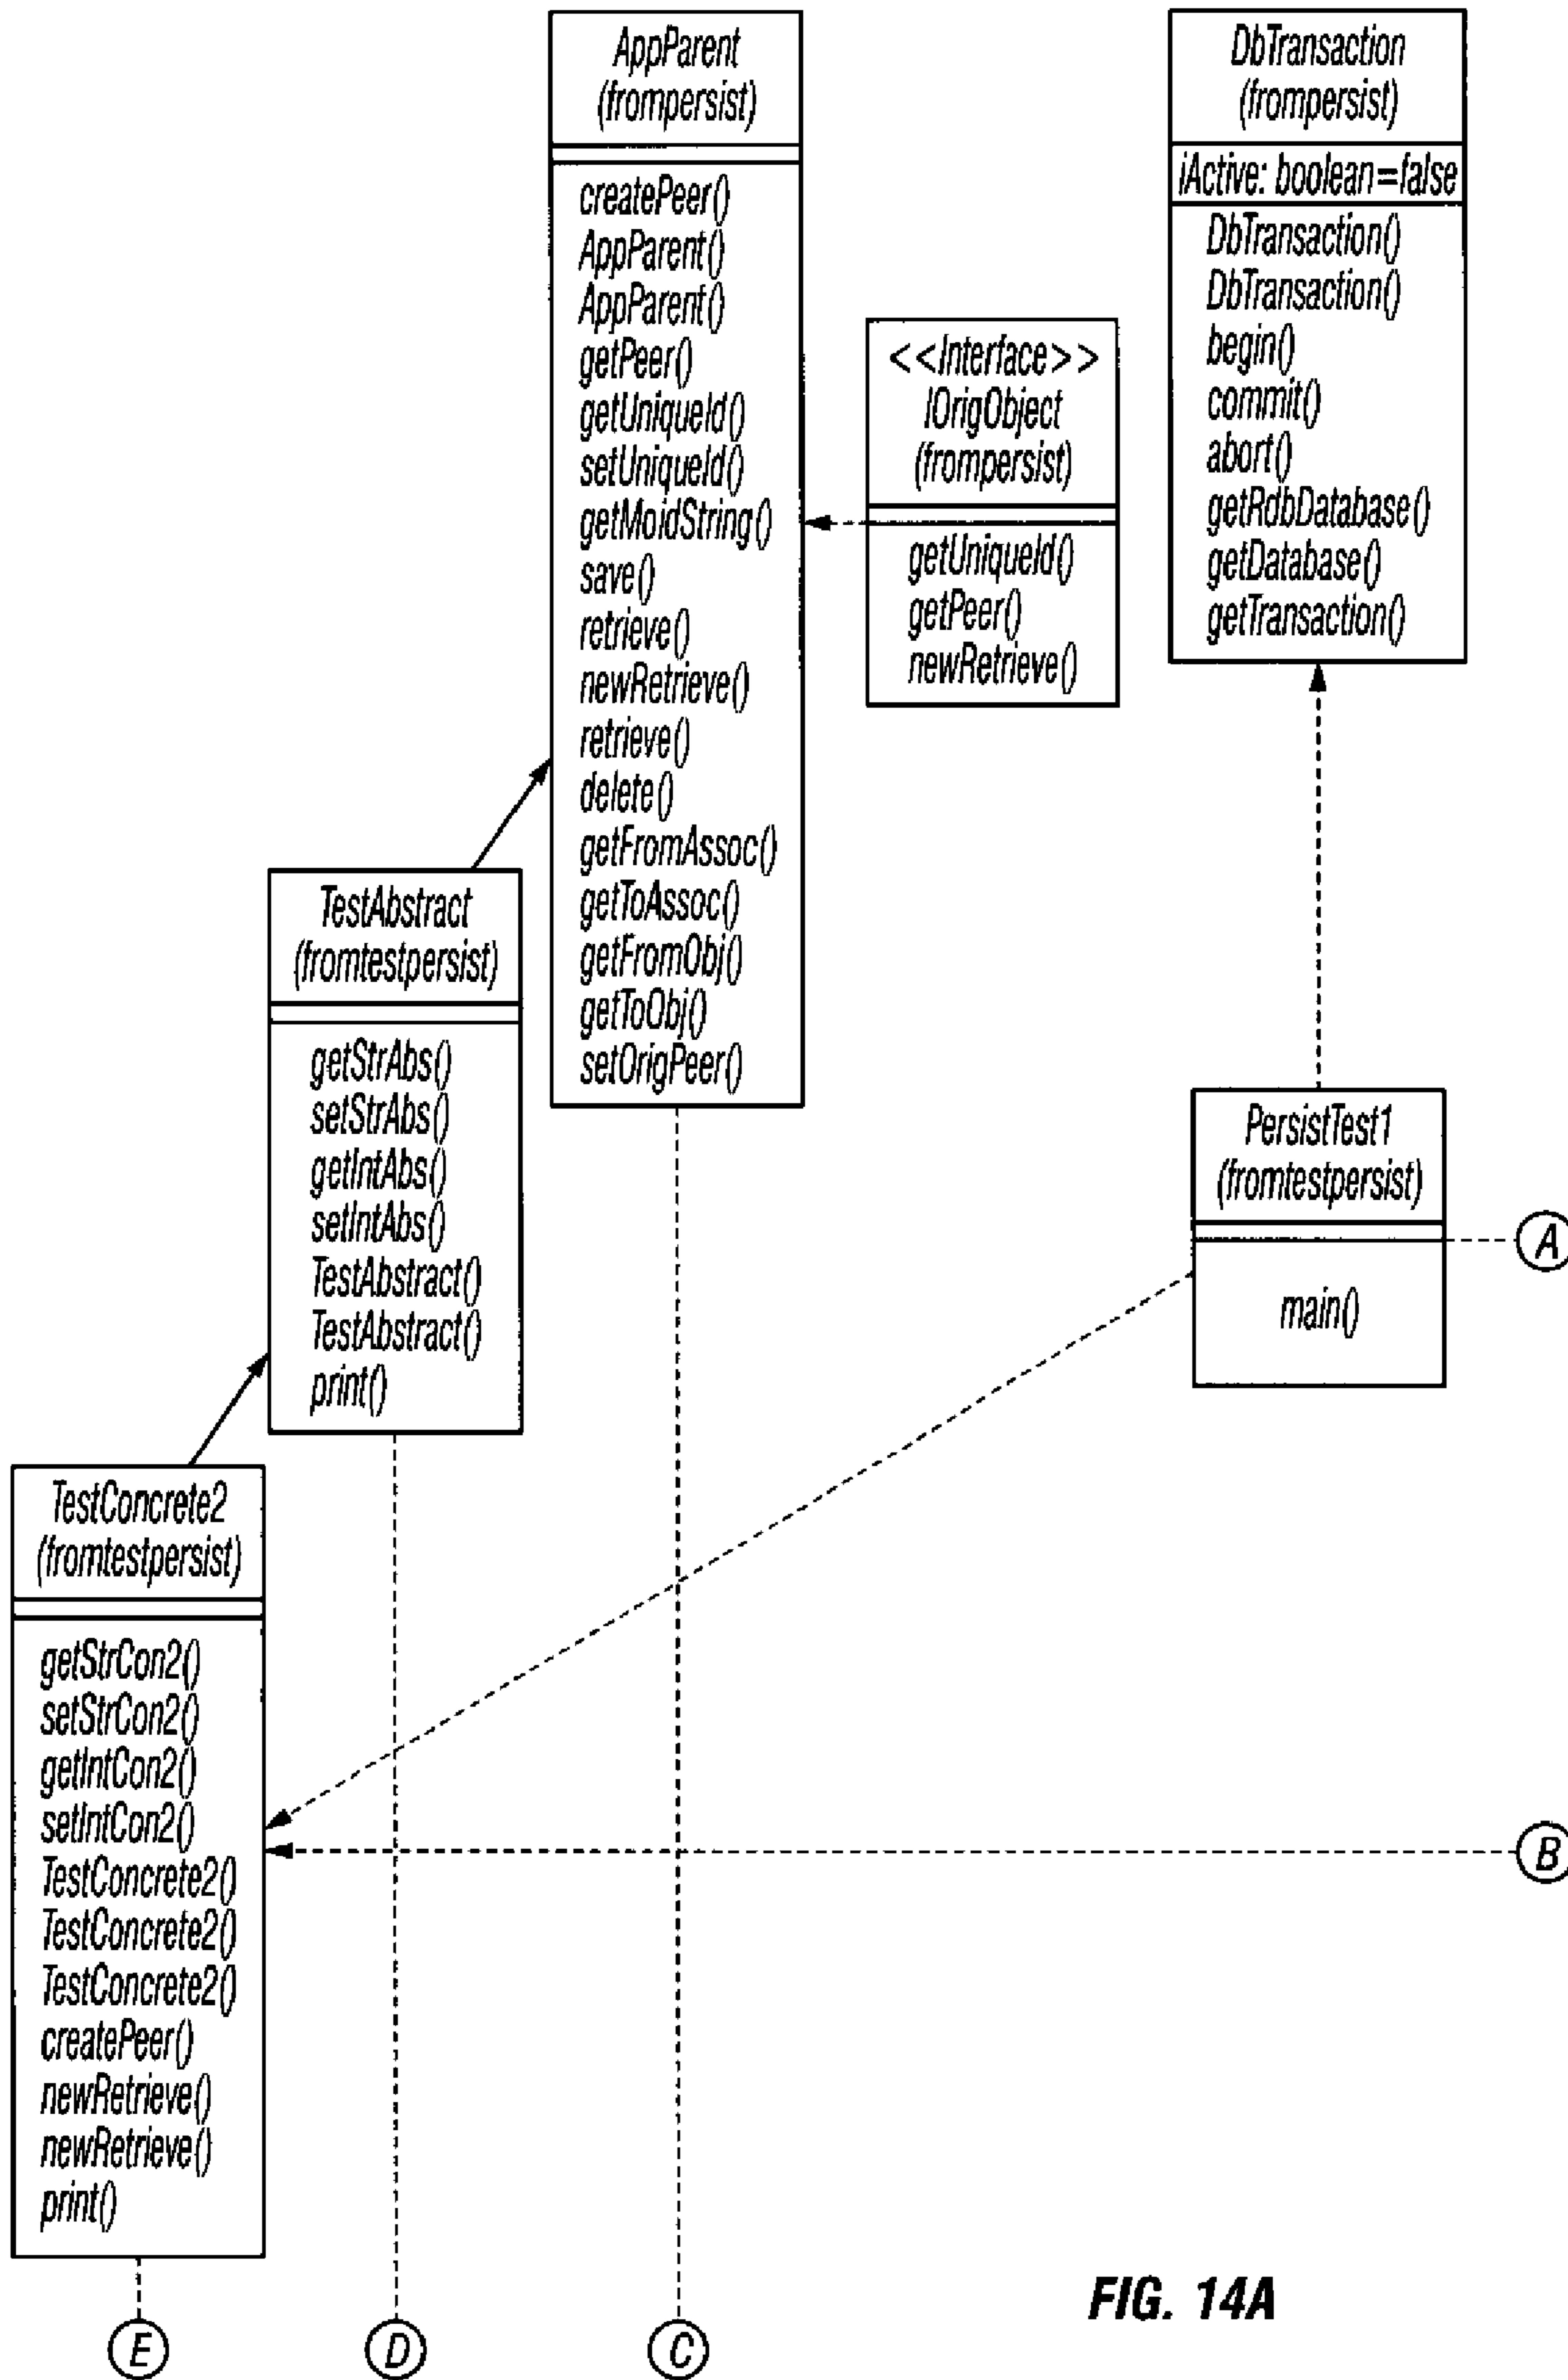 AppParent
(frompersist)
createPeer()
AppParent()
AppParent()
getPeer()
getUniqueId()
setUniqueId()
getMoidString()
save()
retrieve()
newRetrieve()
retrieve()
delete()
getFromAssoc()
getToAssoc()
getFromObj()
getToObj()
setOrigPeer()
<<Interface>>
IOrigObject
(frompersist)
getUniqueId()
getPeer()
newRetrieve()
DbTransaction
(frompersist)
iActive: boolean=false
DbTransaction()
DbTransaction()
begin()
commit()
abort()
getRdbDatabase()
getDatabase()
getTransaction()
TestAbstract
(fromtestpersist)
getStrAbs()
setStrAbs()
getIntAbs()
setIntAbs()
TestAbstract()
TestAbstract()
print()
PersistTest1
(fromtestpersist)
main()
A
TestConcrete2
(fromtestpersist)
getStrCon2()
setStrCon2()
getIntCon2()
setIntCon2()
TestConcrete2()
TestConcrete2()
TestConcrete2()
createPeer()
newRetrieve()
newRetrieve()
print()
B
E
D
C
FIG. 14A